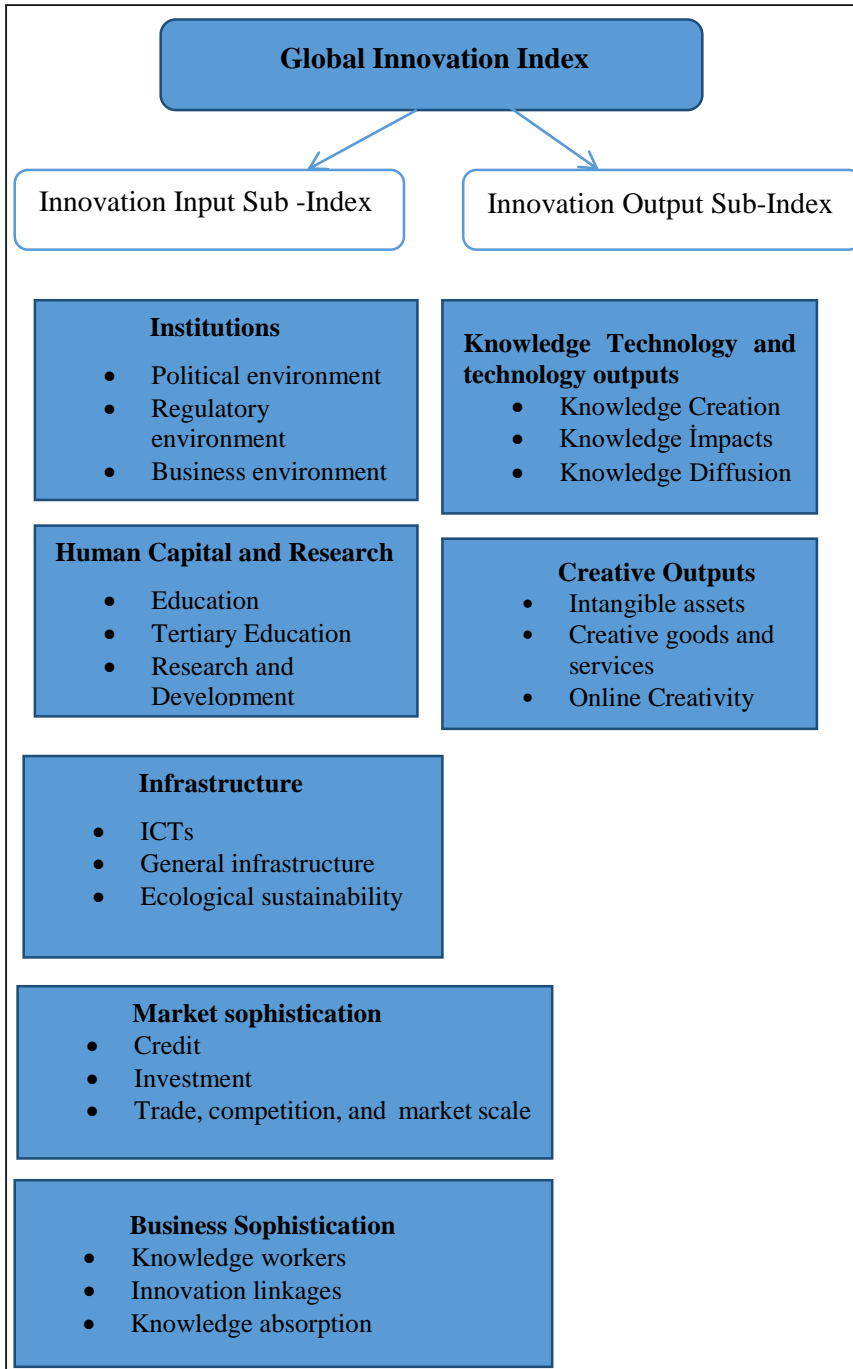 Global Innovation Index
Innovation Input Sub -Index
Innovation Output Sub-Index
Institutions
• Political environment
• Regulatory
environment
• Business environment
Human Capital and Research
• Education
• Tertiary Education
• Research and
Development
Infrastructure
• ICTs
• General infrastructure
• Ecological sustainability
Market sophistication
• Credit
• Investment
• Trade, competition, and market scale
Business Sophistication
• Knowledge workers
• Innovation linkages
• Knowledge absorption
Knowledge Technology and
technology outputs
• Knowledge Creation
• Knowledge İmpacts
• Knowledge Diffusion
Creative Outputs
• Intangible assets
• Creative goods and
services
• Online Creativity